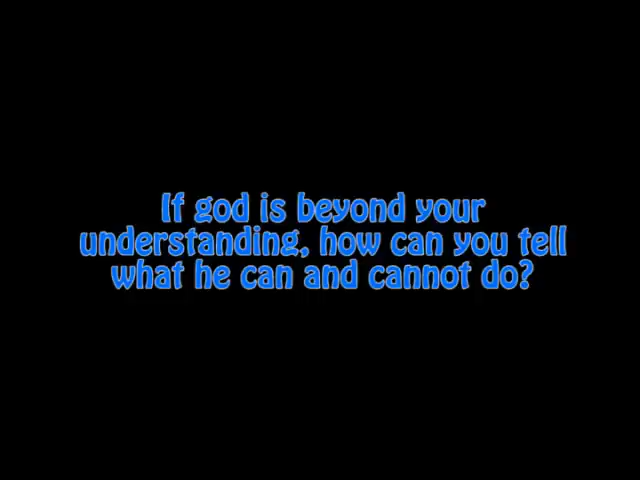 If god is beyond your
understanding, how can you tell
what he can and cannot do?